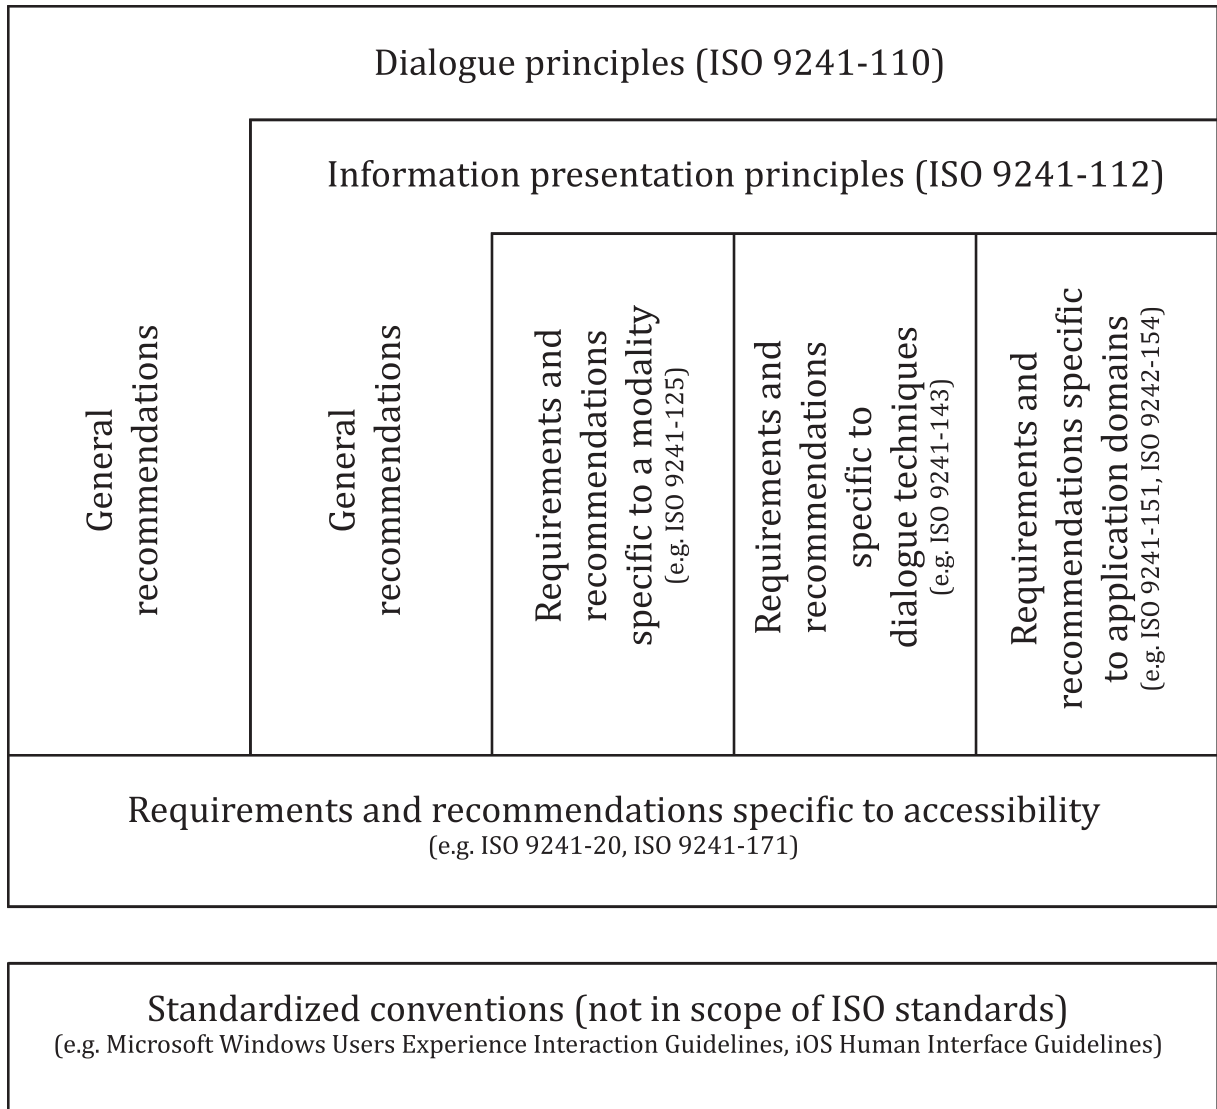 Dialogue principles (ISO 9241-110)
Information presentation principles (ISO 9241-112)
General
recommendations
General
recommendations
Requirements and
recommendations
specific to a modality
(e.g. ISO 9241-125)
Requirements and
recommendations
specific to
dialogue techniques
(e.g. ISO 9241-143)
Requirements and
recommendations specific
to application domains
(e.g. ISO 9241-151, ISO 9242-154)
Requirements and recommendations specific to accessibility
(e.g. ISO 9241-20, ISO 9241-171)
Standardized conventions (not in scope of ISO standards)
(e.g. Microsoft Windows Users Experience Interaction Guidelines, iOS Human Interface Guidelines)